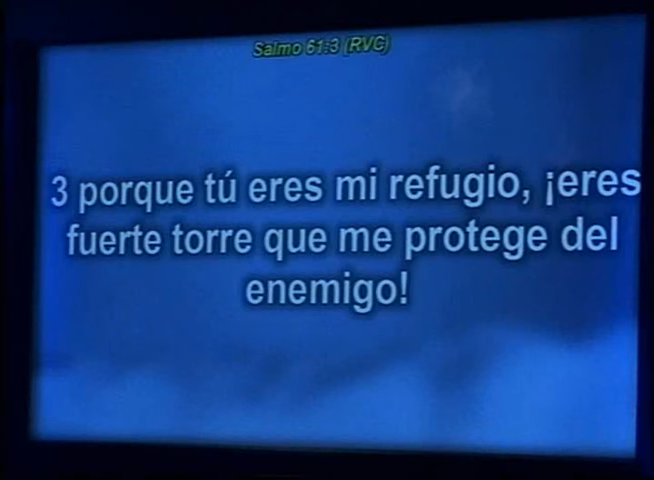 Salmo 61:3 (RVC)
3 porque tú eres mi refugio, ¡eres
fuerte torre que me protege del
enemigo!